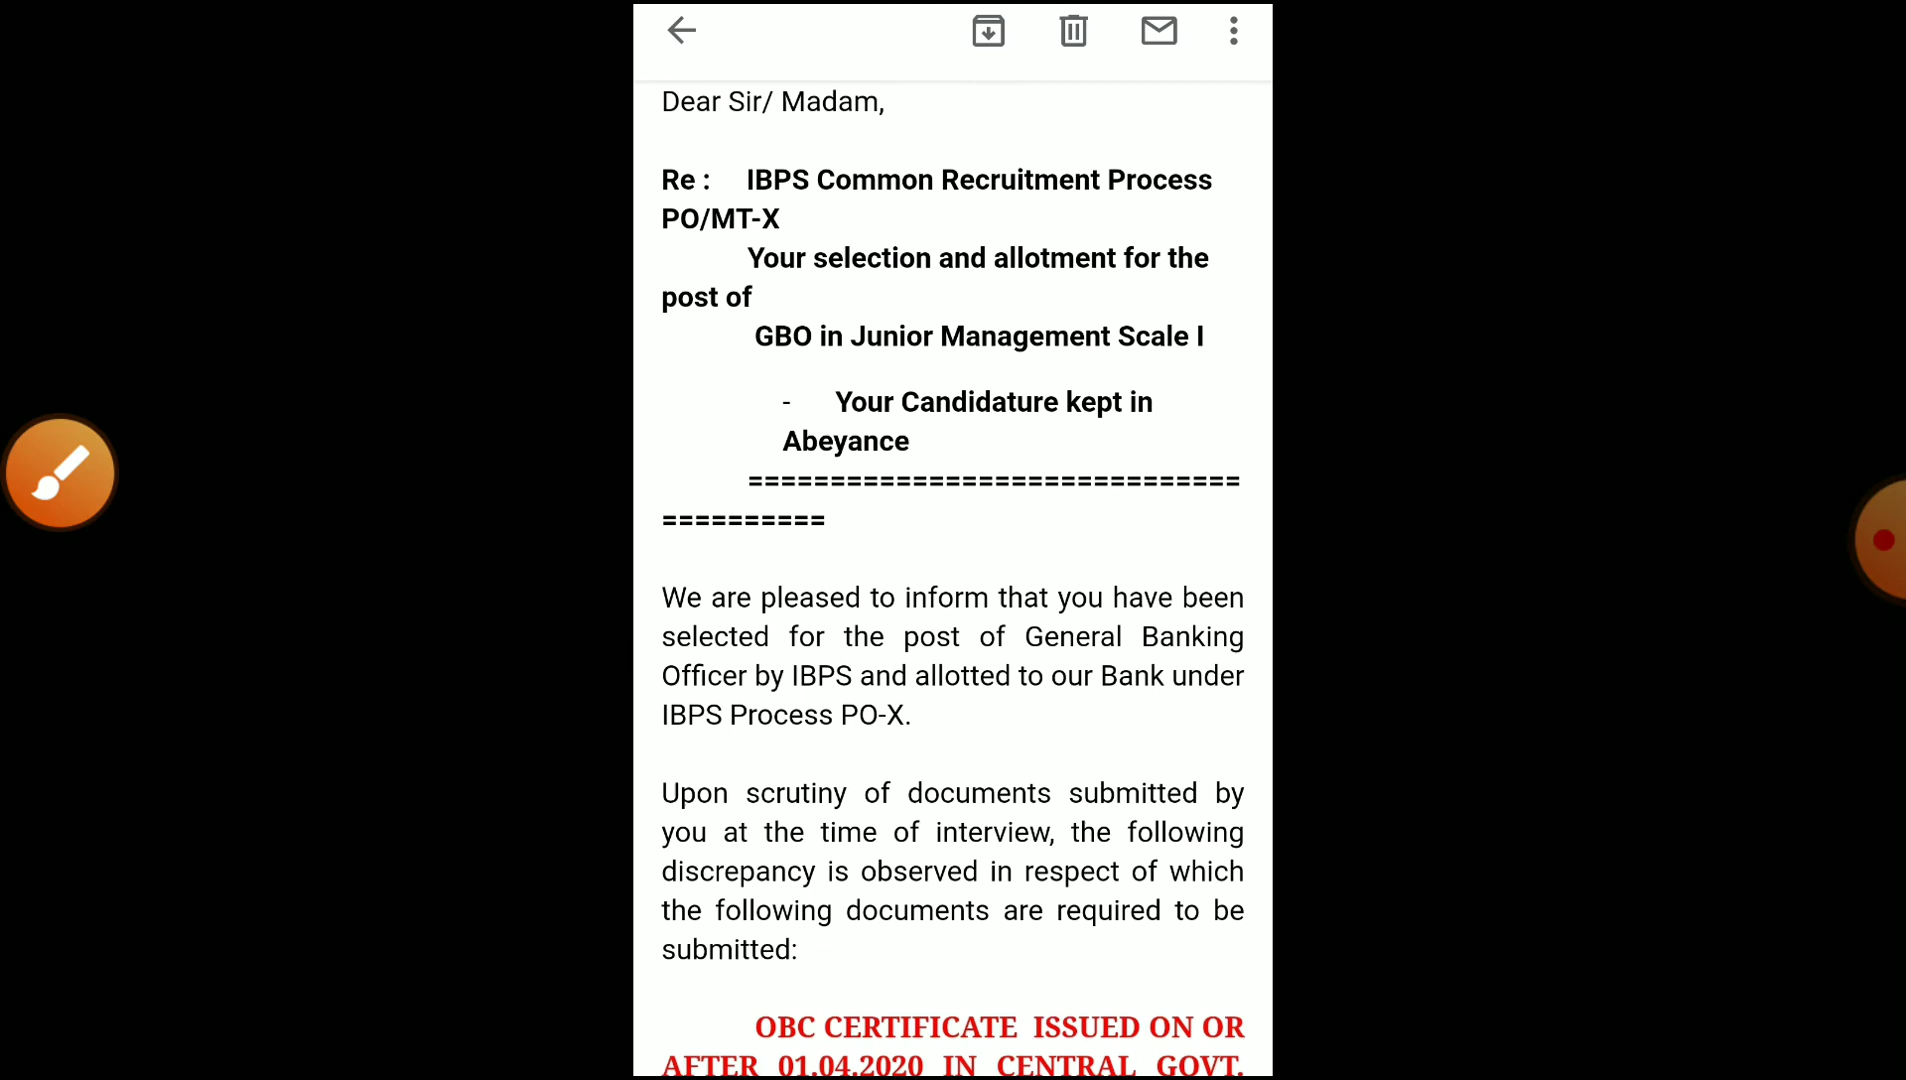 Dear Sir/ Madam,
Re : IBPS Common Recruitment Process
PO/MT-X
Your selection and allotment for the
post of
GBO in Junior Management Scale I
- Your Candidature kept in
Abeyance
==============================
==========
We are pleased to inform that you have been
selected for the post of General Banking
Officer by IBPS and allotted to our Bank under
IBPS Process PO-X.
Upon scrutiny of documents submitted by
you at the time of interview, the following
discrepancy is observed in respect of which
the following documents are required to be
submitted:
OBC CERTIFICATE ISSUED ON OR
AFTER 01.04.2020 IN CENTRAL GOVT.